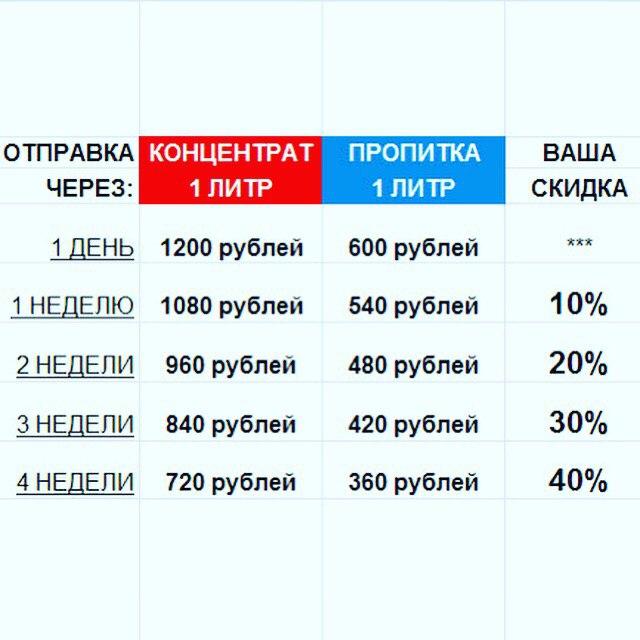 ОТПРАВКА КОНЦЕНТРАТ ПРОПИТКА ВАША
ЧЕРЕЗ: 1 ЛИТР 1 ЛИТР СКИДКА
1 ДЕНЬ 1200 рублей 600 рублей ***
1 НЕДЕЛЮ 1080 рублей 540 рублей 10%
2 НЕДЕЛИ 960 рублей 480 рублей 20%
3 НЕДЕЛИ 840 рублей 420 рублей 30%
4 НЕДЕЛИ 720 рублей 360 рублей 40%